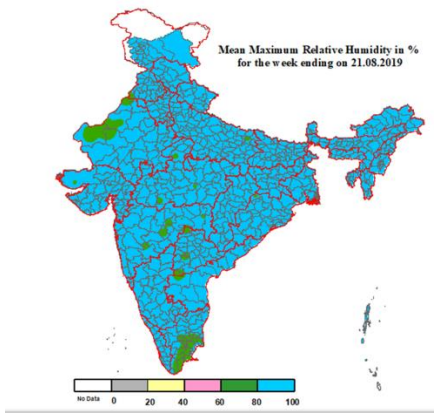 Mean Maximum Relative Humidity in %
for the week ending on 21.08.2019
No Data 0 20 40 60 80 100